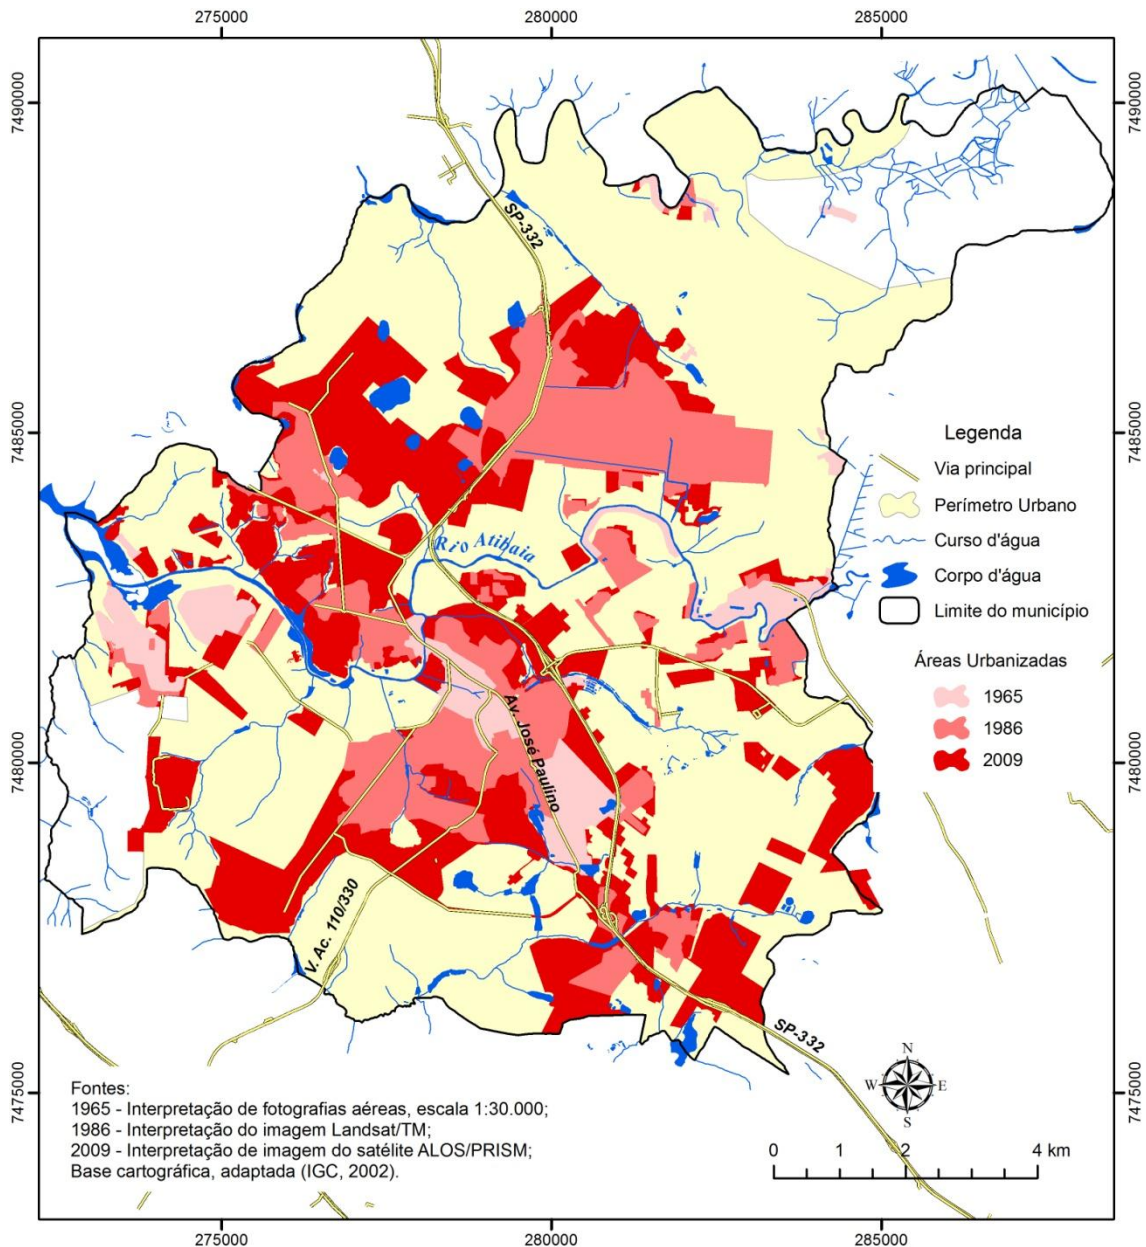 275000 280000 285000
7490000 7490000
SP-332
7485000 7485000
Legenda
Via principal
Perímetro Urbano
Curso d'água
Corpo d'água
Limite do município
Rio Atibaia
Áreas Urbanizadas
1965
1986
2009
Av. José Paulino
7480000 7480000
V. Ac. 110/330
SP-332
N
W E
S
7475000 7475000
Fontes:
1965 - Interpretação de fotografias aéreas, escala 1:30.000;
1986 - Interpretação do imagem Landsat/TM;
2009 - Interpretação de imagem do satélite ALOS/PRISM;
Base cartográfica, adaptada (IGC, 2002).
0 1 2 4 km
275000 280000 285000